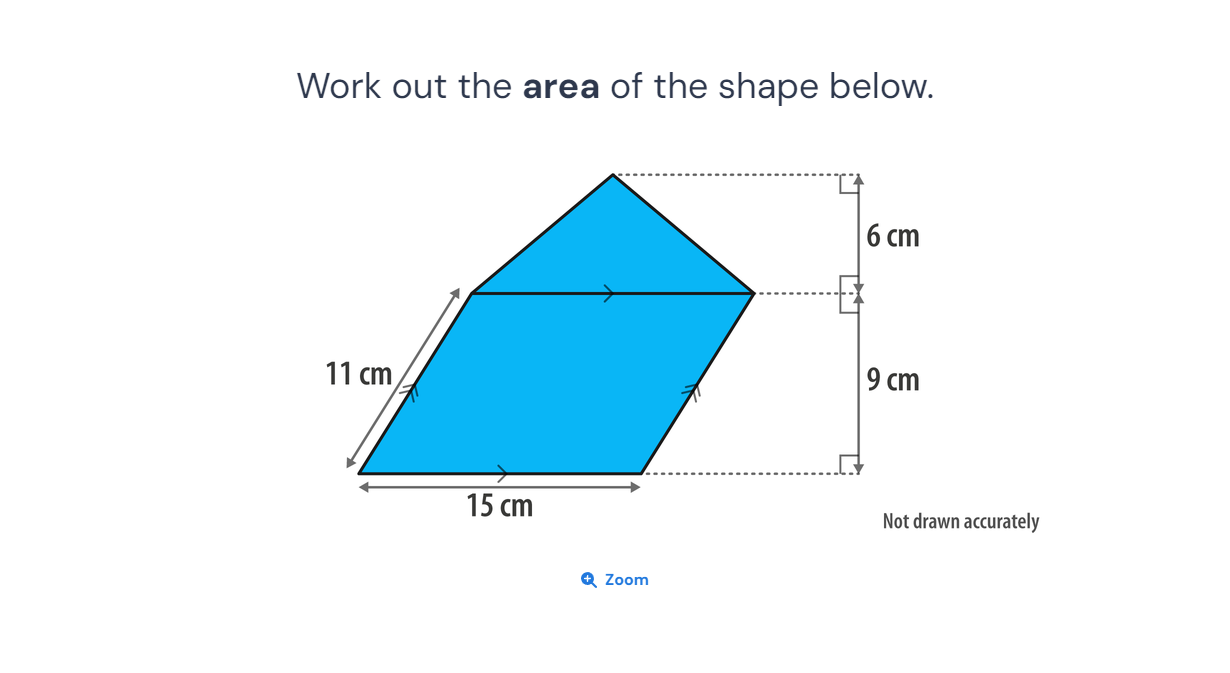 Work out the area of the shape below.
6 cm
11 cm
9 cm
15 cm
Not drawn accurately
Zoom